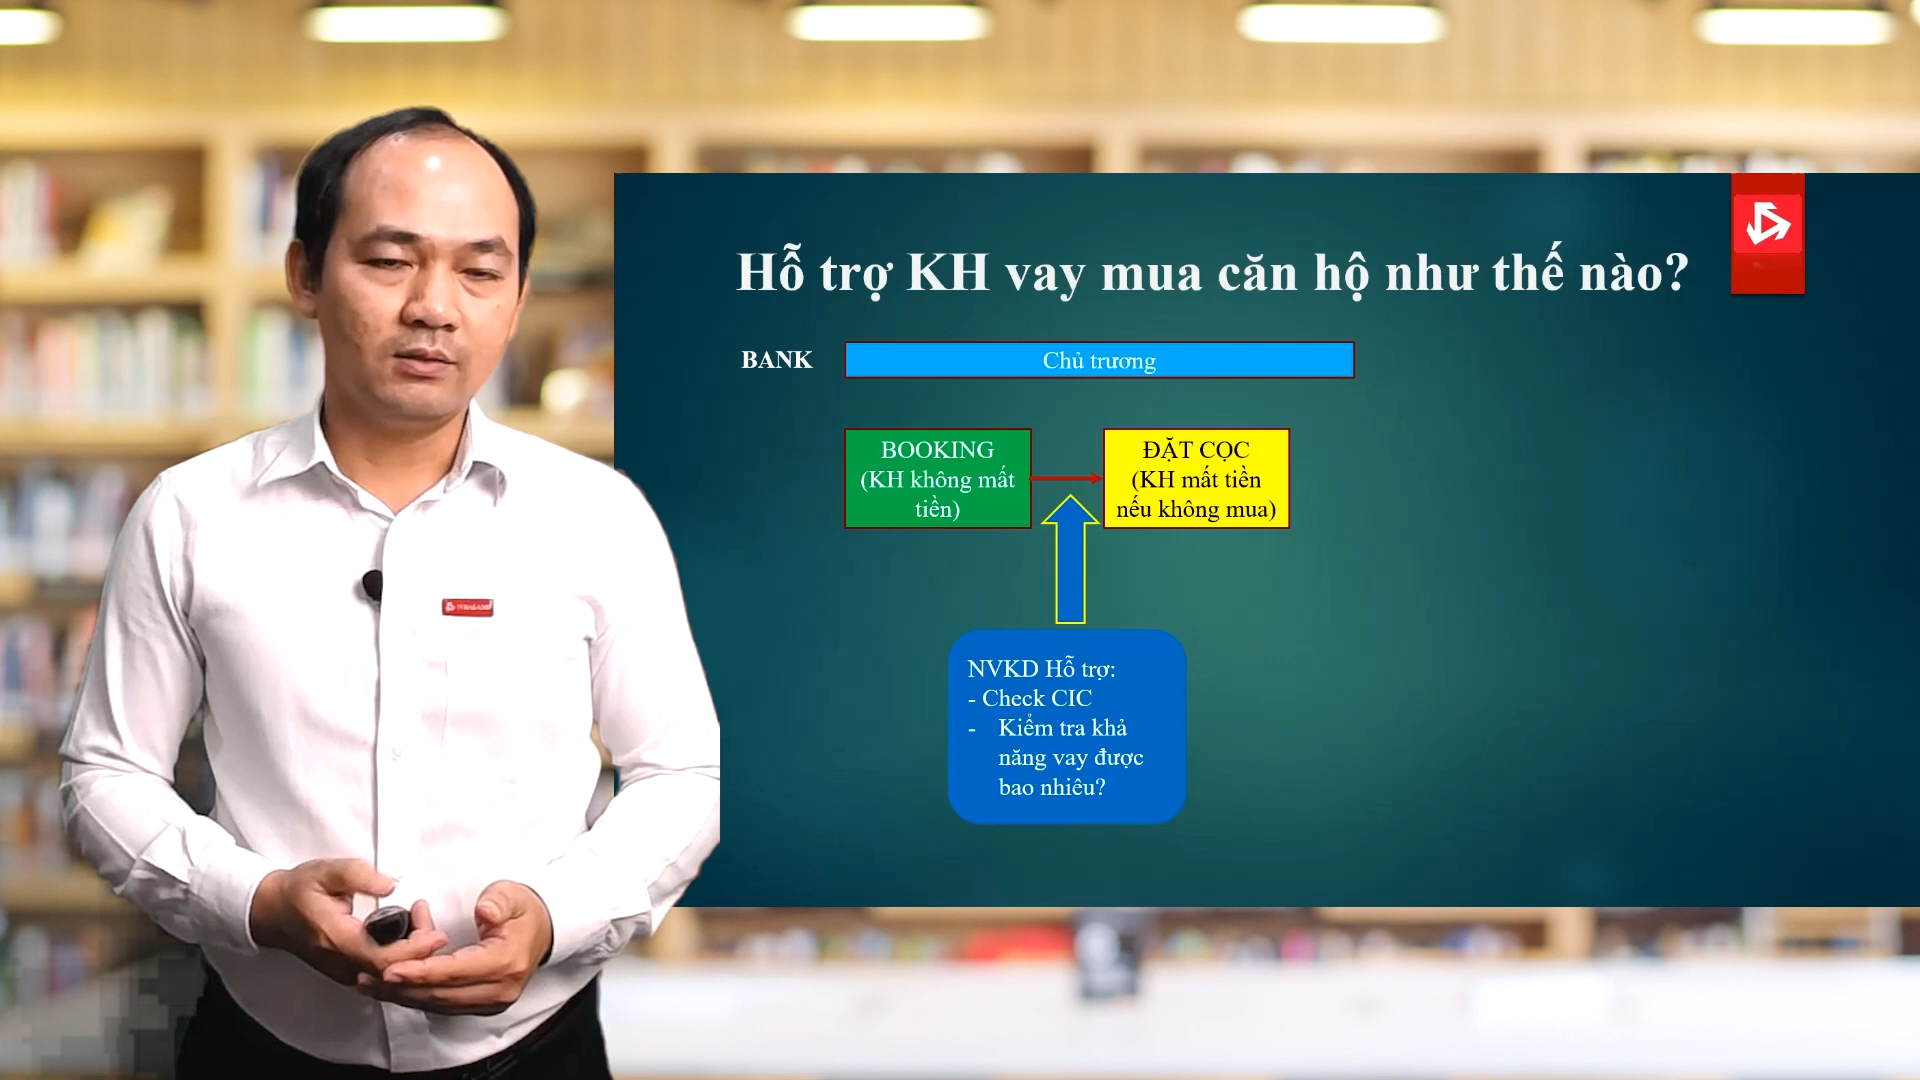 Hỗ trợ KH vay mua căn hộ như thế nào?
BANK
Chủ trương
BOOKING
(KH không mất
tiền)
ĐẶT CỌC
(KH mất tiền
nếu không mua)
NVKD Hỗ trợ:
- Check CIC
- Kiểm tra khả
năng vay được
bao nhiêu?